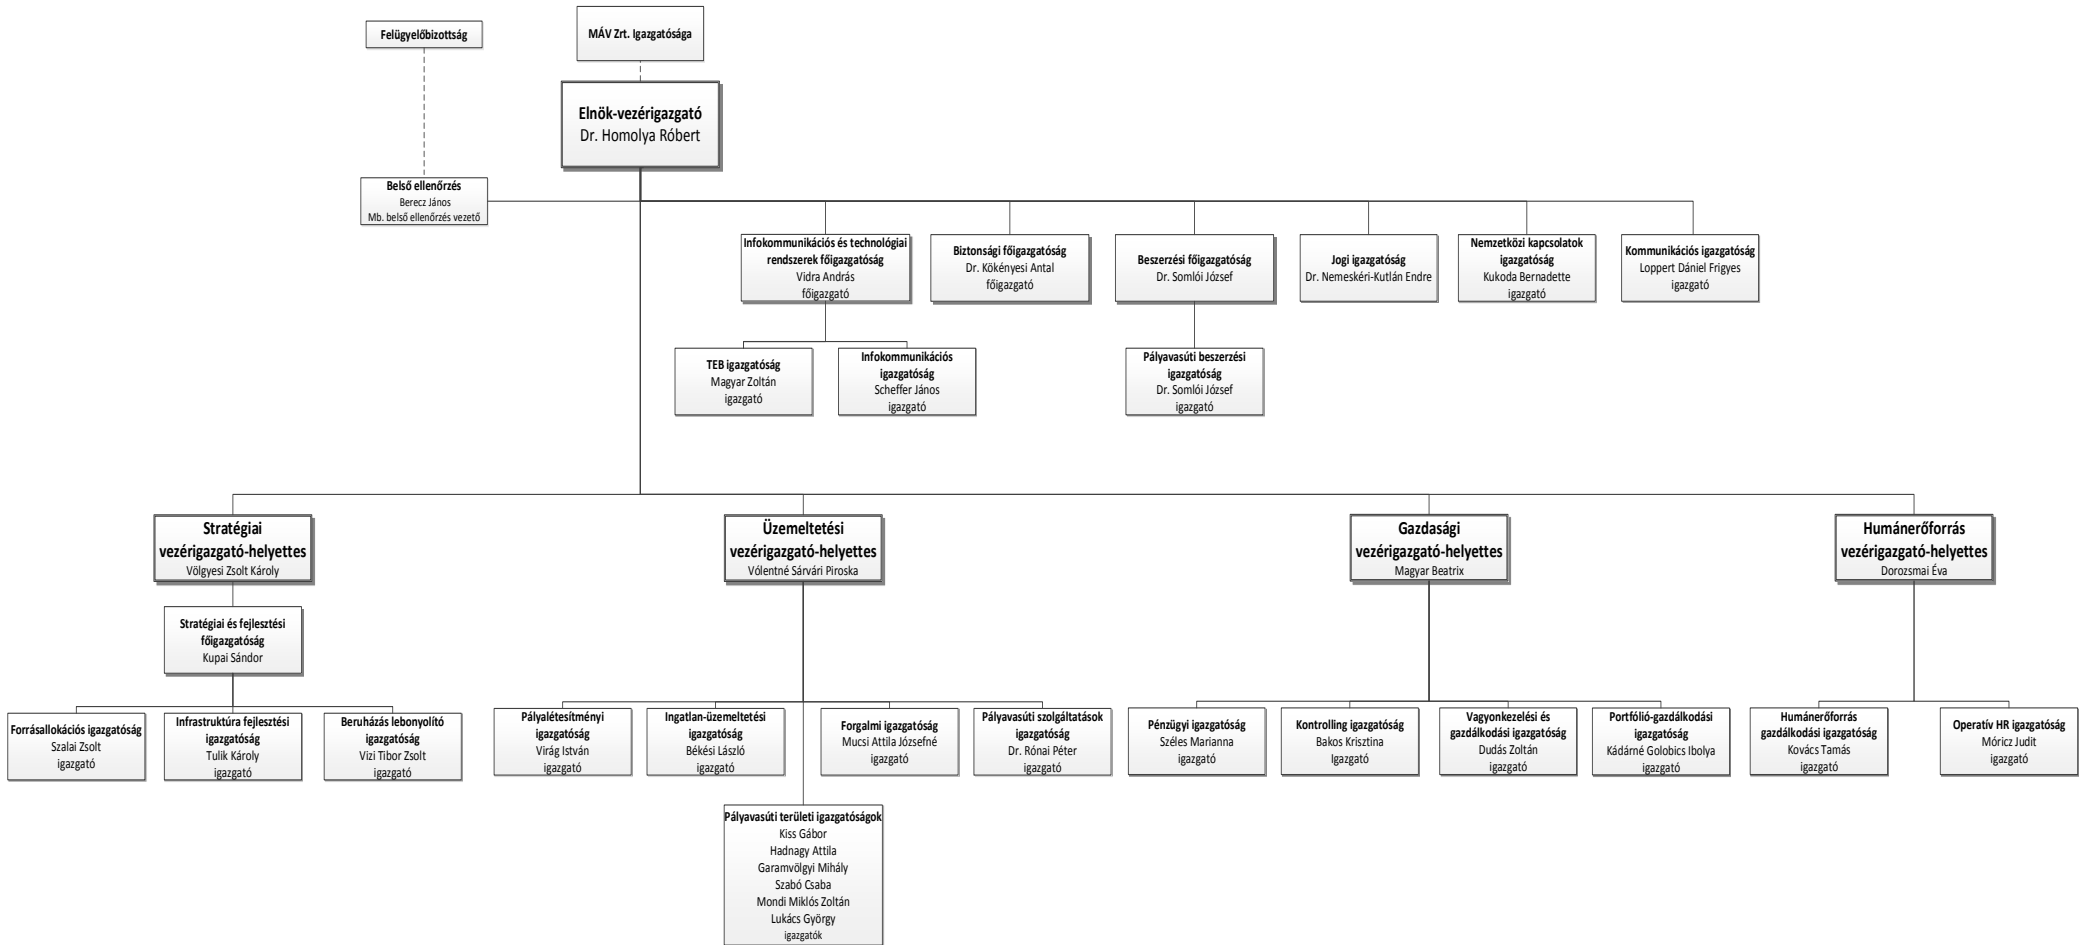 Felügyelőbizottság
MÁV Zrt. Igazgatósága
Elnök-vezérigazgató
Dr. Homolya Róbert
Belső ellenőrzés
Berecz János
Mb. belső ellenőrzés vezető
Infokommunikációs és technológiai
rendszerek főigazgatóság
Vidra András
főigazgató
Biztonsági főigazgatóság
Dr. Kökényesi Antal
főigazgató
Beszerzési főigazgatóság
Dr. Somlói József
Jogi igazgatóság
Dr. Nemeskéri-Kutlán Endre
Nemzetközi kapcsolatok
igazgatóság
Kukoda Bernadette
igazgató
Kommunikációs igazgatóság
Loppert Dániel Frigyes
igazgató
TEB igazgatóság
Magyar Zoltán
igazgató
Infokommunikációs
igazgatóság
Scheffer János
igazgató
Pályavasúti beszerzési
igazgatóság
Dr. Somlói József
igazgató
Stratégiai
vezérigazgató-helyettes
Völgyesi Zsolt Károly
Üzemeltetési
vezérigazgató-helyettes
Vólentné Sárvári Piroska
Gazdasági
vezérigazgató-helyettes
Magyar Beatrix
Humánerőforrás
vezérigazgató-helyettes
Dorozsmai Éva
Stratégiai és fejlesztési
főigazgatóság
Kupai Sándor
Forrásallokációs igazgatóság
Szalai Zsolt
igazgató
Infrastruktúra fejlesztési
igazgatóság
Tulik Károly
igazgató
Beruházás lebonyolító
igazgatóság
Vizi Tibor Zsolt
igazgató
Pályalétesítményi
igazgatóság
Virág István
igazgató
Ingatlan-üzemeltetési
igazgatóság
Békési László
igazgató
Forgalmi igazgatóság
Mucsi Attila Józsefné
igazgató
Pályavasúti szolgáltatások
igazgatóság
Dr. Rónai Péter
igazgató
Pénzügyi igazgatóság
Széles Marianna
igazgató
Kontrolling igazgatóság
Bakos Krisztina
Igazgató
Vagyonkezelési és
gazdálkodási igazgatóság
Dudás Zoltán
igazgató
Portfólió-gazdálkodási
igazgatóság
Kádárné Golobics Ibolya
igazgató
Humánerőforrás
gazdálkodási igazgatóság
Kovács Tamás
igazgató
Operatív HR igazgatóság
Móricz Judit
igazgató
Pályavasúti területi igazgatóságok
Kiss Gábor
Hadnagy Attila
Garamvölgyi Mihály
Szabó Csaba
Mondi Miklós Zoltán
Lukács György
igazgatók